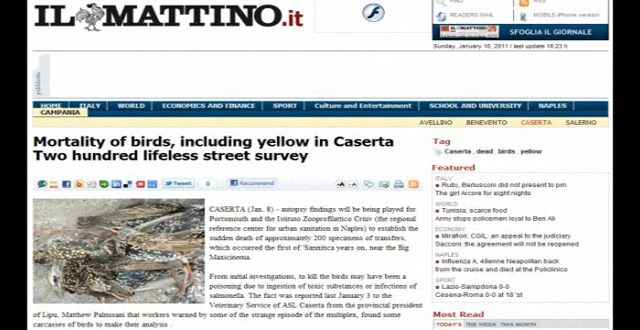 IL MATTINO.it
FIND
RSS
READERS MAIL
MOBILE-iPhone version
SFOGLIA IL GIORNALE
Sunday, January 16, 2011 / last update 16:23 h
HOME ITALY WORLD ECONOMICS AND FINANCE SPORT Culture and Entertainment SCHOOL AND UNIVERSITY NAPLES
CAMPANIA
AVELLINO BENEVENTO CASERTA SALERNO
Mortality of birds, including yellow in Caserta
Two hundred lifeless street survey
Tweet 0 Recommend
CASERTA (Jan. 8) - autopsy findings will be being played for
Portsmouth and the Istituto Zooprofilattico Criuv (the regional
reference center for urban sanitation in Naples) to establish the
sudden death of approximately 200 specimens of transfers,
which occurred the first of 'Sannitica years on, near the Big
Maxicinema.
From initial investigations, to kill the birds may have been a
poisoning due to ingestion of toxic substances or infections of
salmonella. The fact was reported last January 3 to the
Veterinary Service of ASL Caserta from the provincial president
of Lipu, Matthew Palmisani that workers warned by some of the strange episode of the multiplex, found some
carcasses of birds to make their analysis .
Tag
Caserta , dead , birds , yellow
Featured
ITALY
Ruby, Berlusconi did not present to pm
The girl Arcore for eight nights
WORLD
Tunisia, scarce food
Army stops policemen loyal to Ben Ali
ECONOMY
Mirafiori, CGIL: an appeal to the judiciary
Sacconi: the agreement will not be reopened
NAPLES
Influenza A, 49enne Neapolitan back
from the cruise and died at the Policlinico
SPORT
Lazio-Sampdoria 0-0
Cesena-Roma 0-0 at 18 'st
Most Read
TODAY'S THE WEEK THIS MONTH